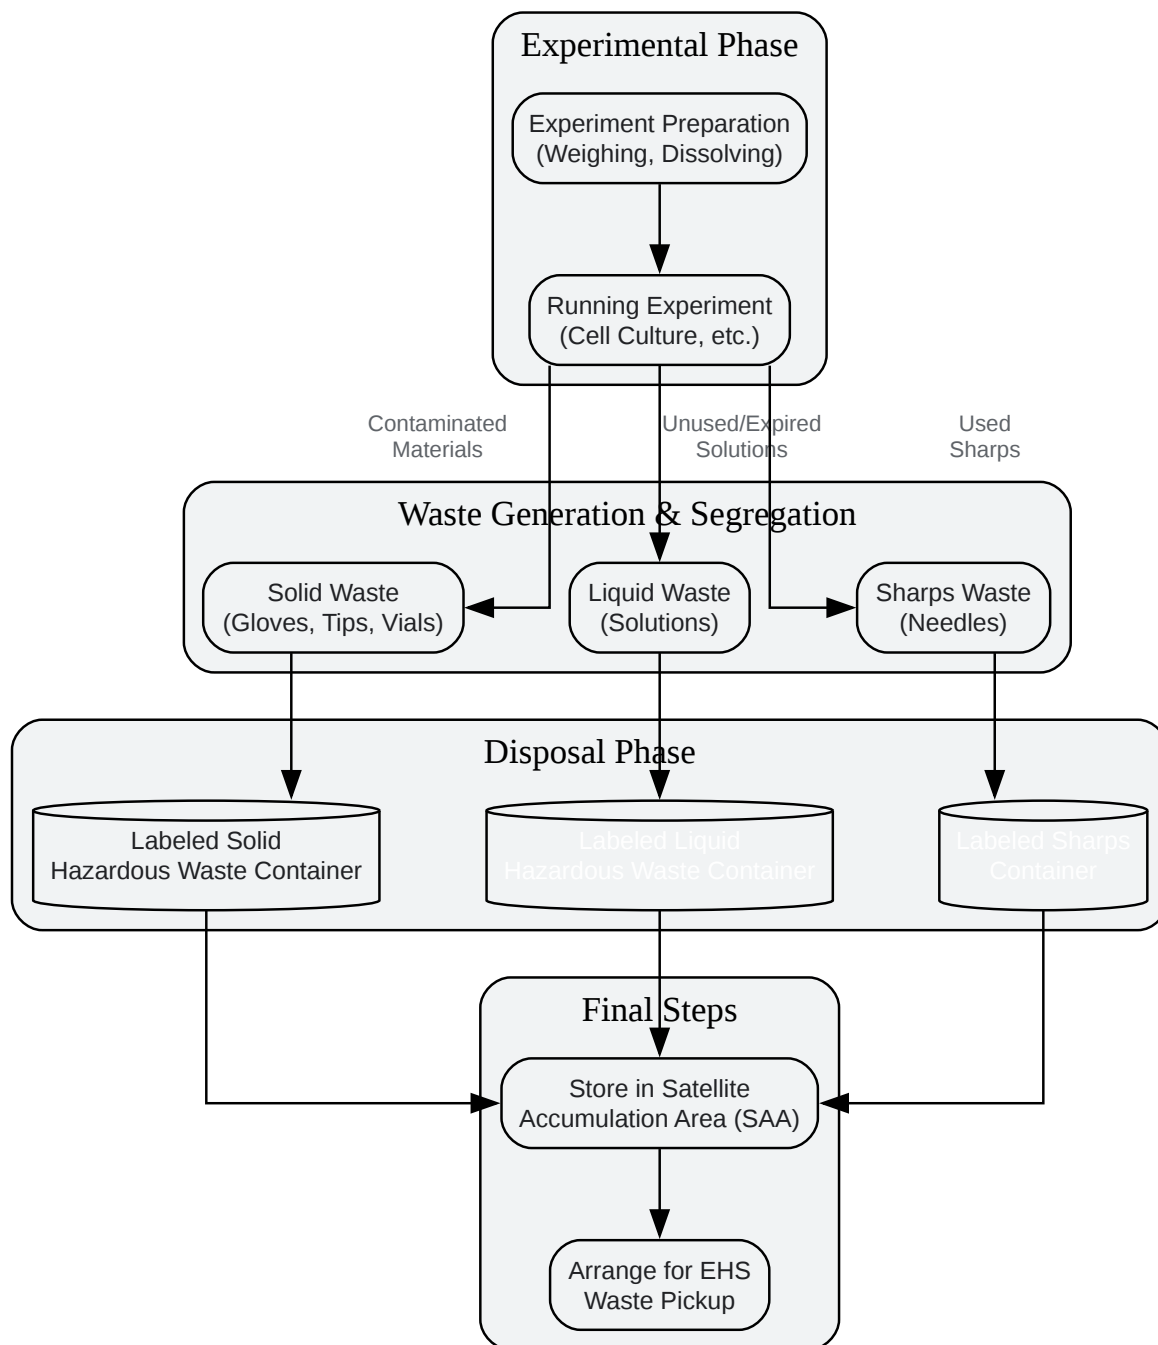 Experimental Phase
Experiment Preparation
(Weighing, Dissolving)
Running Experiment
(Cell Culture, etc.)
Contaminated
Materials
Unused/Expired
Solutions
Used
Sharps
Waste Generation & Segregation
Solid Waste
(Gloves, Tips, Vials)
Liquid Waste
(Solutions)
Sharps Waste
(Needles)
Disposal Phase
Labeled Solid
Hazardous Waste Container
Labeled Liquid
Hazardous Waste Container
Labeled Sharps
Container
Final Steps
Store in Satellite
Accumulation Area (SAA)
Arrange for EHS
Waste Pickup